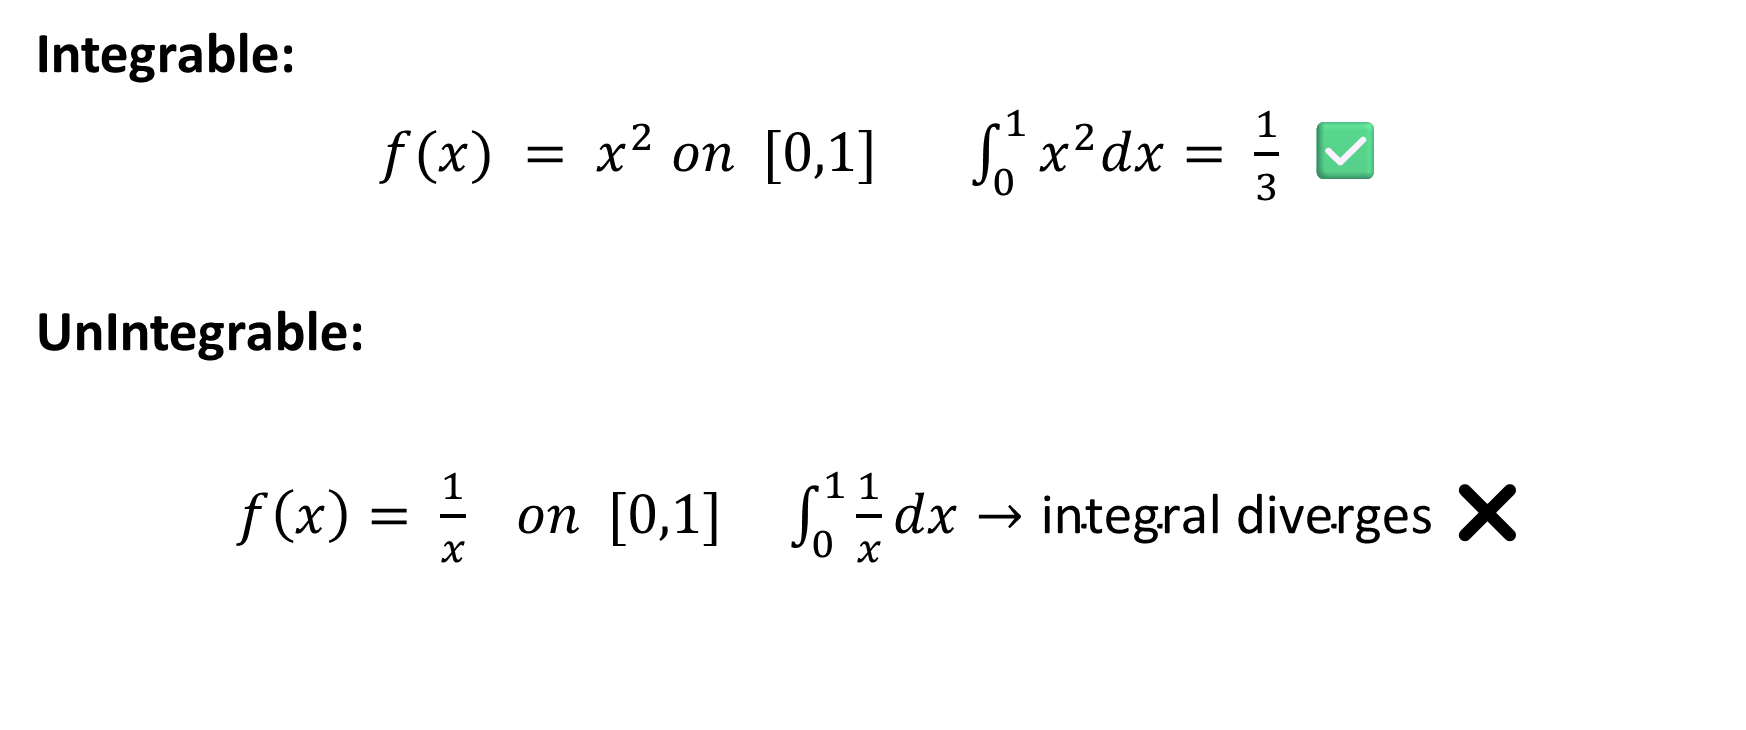 Integrable:
f(x) = x² on [0,1] ∫₀¹ x²dx = 1/3 ✅
UnIntegrable:
f(x) = 1/x on [0,1] ∫₀¹ 1/x dx → integral diverges ❌